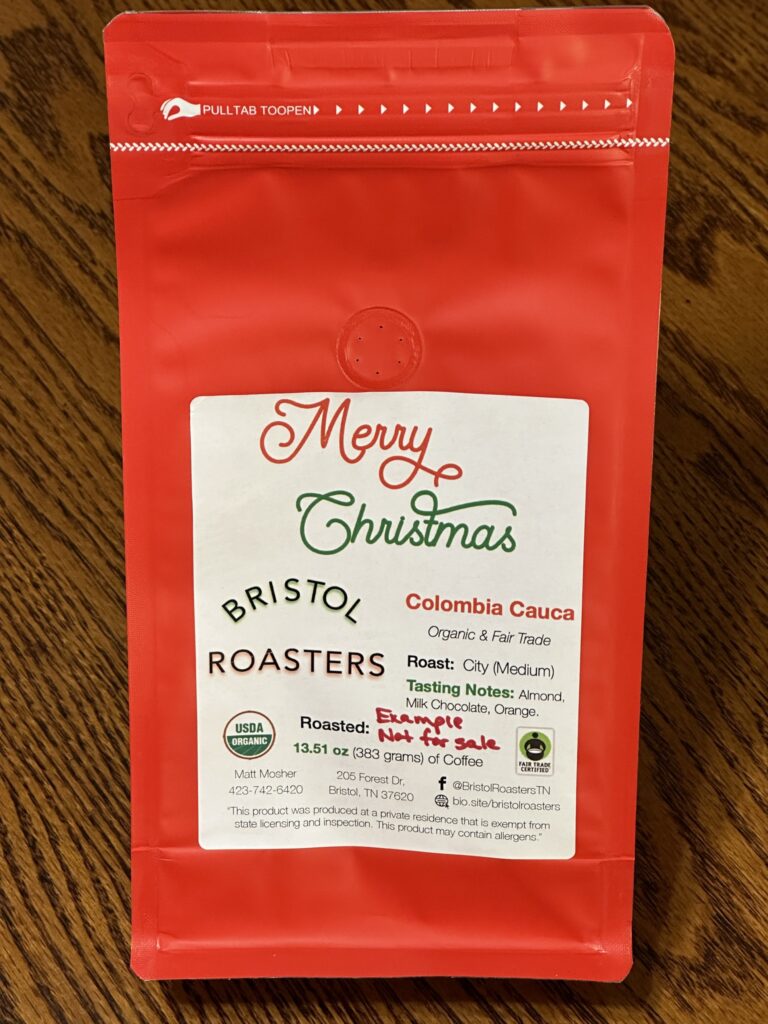 PULLTAB TOOPEN
Merry
Christmas
BRISTOL
ROASTERS
Colombia Cauca
Organic & Fair Trade
Roast: City (Medium)
Tasting Notes: Almond,
Milk Chocolate, Orange.
Roasted: Example
Not for sale
13.51 oz (383 grams) of Coffee
USDA
ORGANIC
FAIR TRADE
CERTIFIED
Matt Mosher
423-742-6420
205 Forest Dr,
Bristol, TN 37620
@BristolRoastersTN
bio.site/bristolroasters
"This product was produced at a private residence that is exempt from
state licensing and inspection. This product may contain allergens."